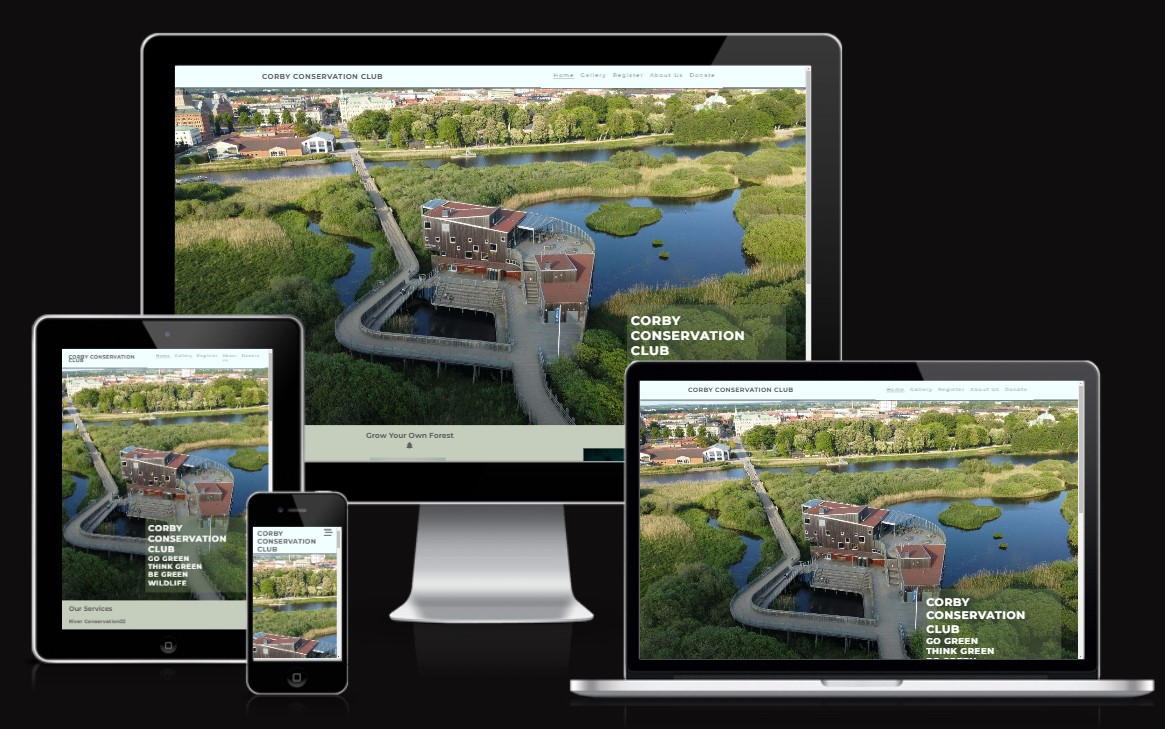 CORBY CONSERVATION CLUB
Home Gallery Register About Us Donate
CORBY
CONSERVATION
CLUB
Grow Your Own Forest
CORBY CONSERVATION
CLUB
Home Gallery Register About Us Donate
CORBY
CONSERVATION
CLUB
GO GREEN
THINK GREEN
BE GREEN
WILDLIFE
Our Services
River Conservation
CORBY
CONSERVATION
CLUB
CORBY CONSERVATION CLUB
Home Gallery Register About Us Donate
CORBY
CONSERVATION
CLUB
GO GREEN
THINK GREEN
BE GREEN